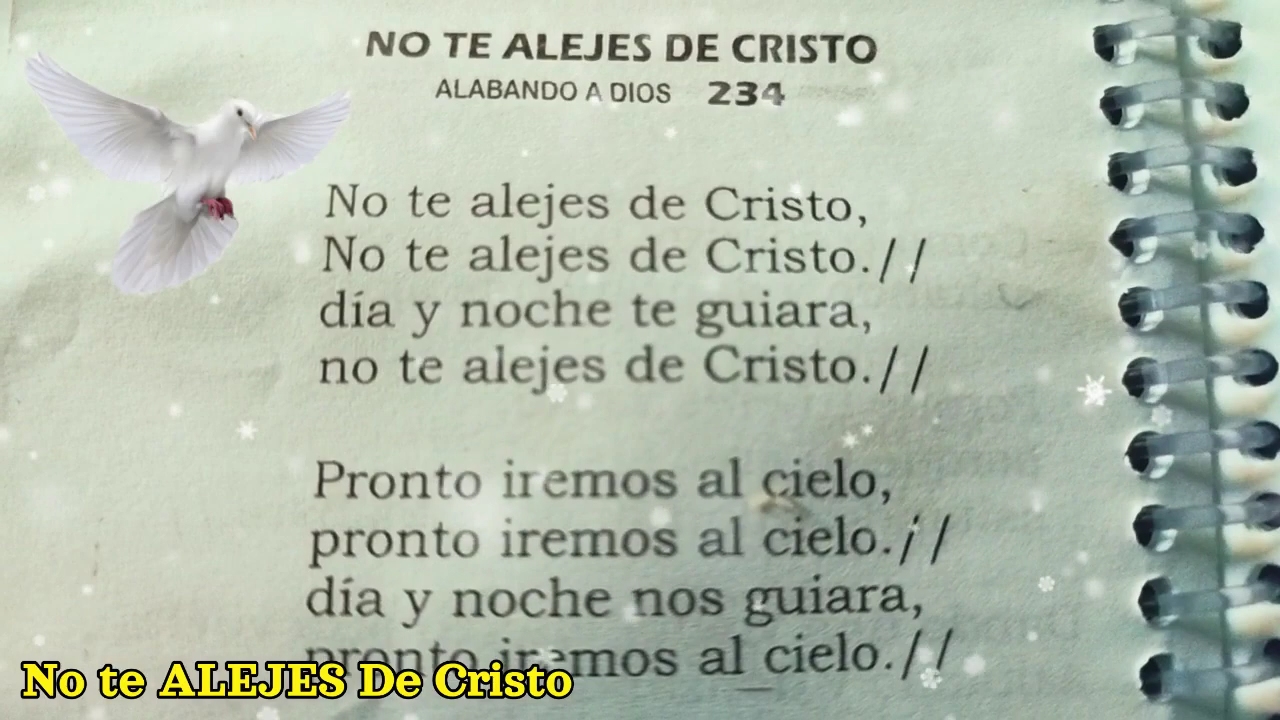 NO TE ALEJES DE CRISTO
ALABANDO A DIOS 234
No te alejes de Cristo,
No te alejes de Cristo.//
día y noche te guiara,
no te alejes de Cristo.//
Pronto iremos al cielo,
pronto iremos al cielo.//
día y noche nos guiara,
pronto iremos al cielo.//
No te ALEJES De Cristo